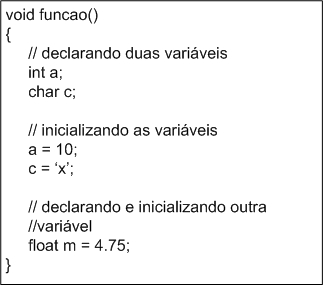 void funcao()
{
// declarando duas variáveis
int a;
char c;
// inicializando as variáveis
a = 10;
c = ‘x’;
// declarando e inicializando outra
//variável
float m = 4.75;
}